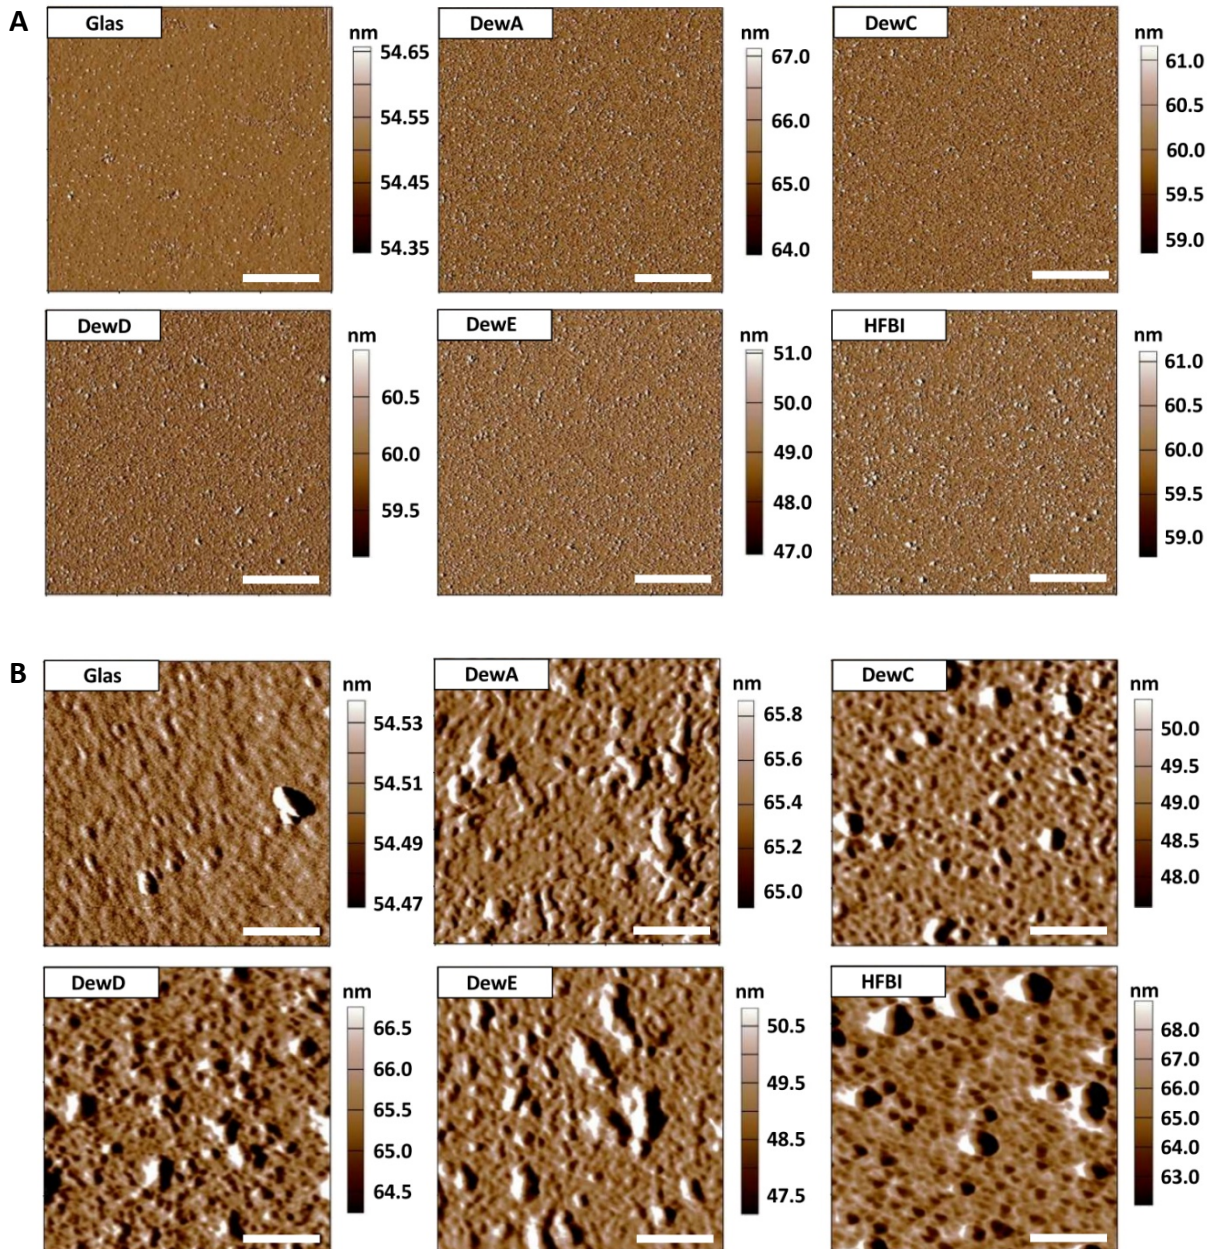 A
Glas
nm
54.65
54.55
54.45
54.35
DewA
nm
67.0
66.0
65.0
64.0
DewC
nm
61.0
60.5
60.0
59.5
59.0
DewD
nm
60.5
60.0
59.5
DewE
nm
51.0
50.0
49.0
48.0
47.0
HFBI
nm
61.0
60.5
60.0
59.5
59.0
B
Glas
nm
54.53
54.51
54.49
54.47
DewA
nm
65.8
65.6
65.4
65.2
65.0
DewC
nm
50.0
49.5
49.0
48.5
48.0
DewD
nm
66.5
66.0
65.5
65.0
64.5
DewE
nm
50.5
49.5
48.5
47.5
HFBI
nm
68.0
67.0
66.0
65.0
64.0
63.0